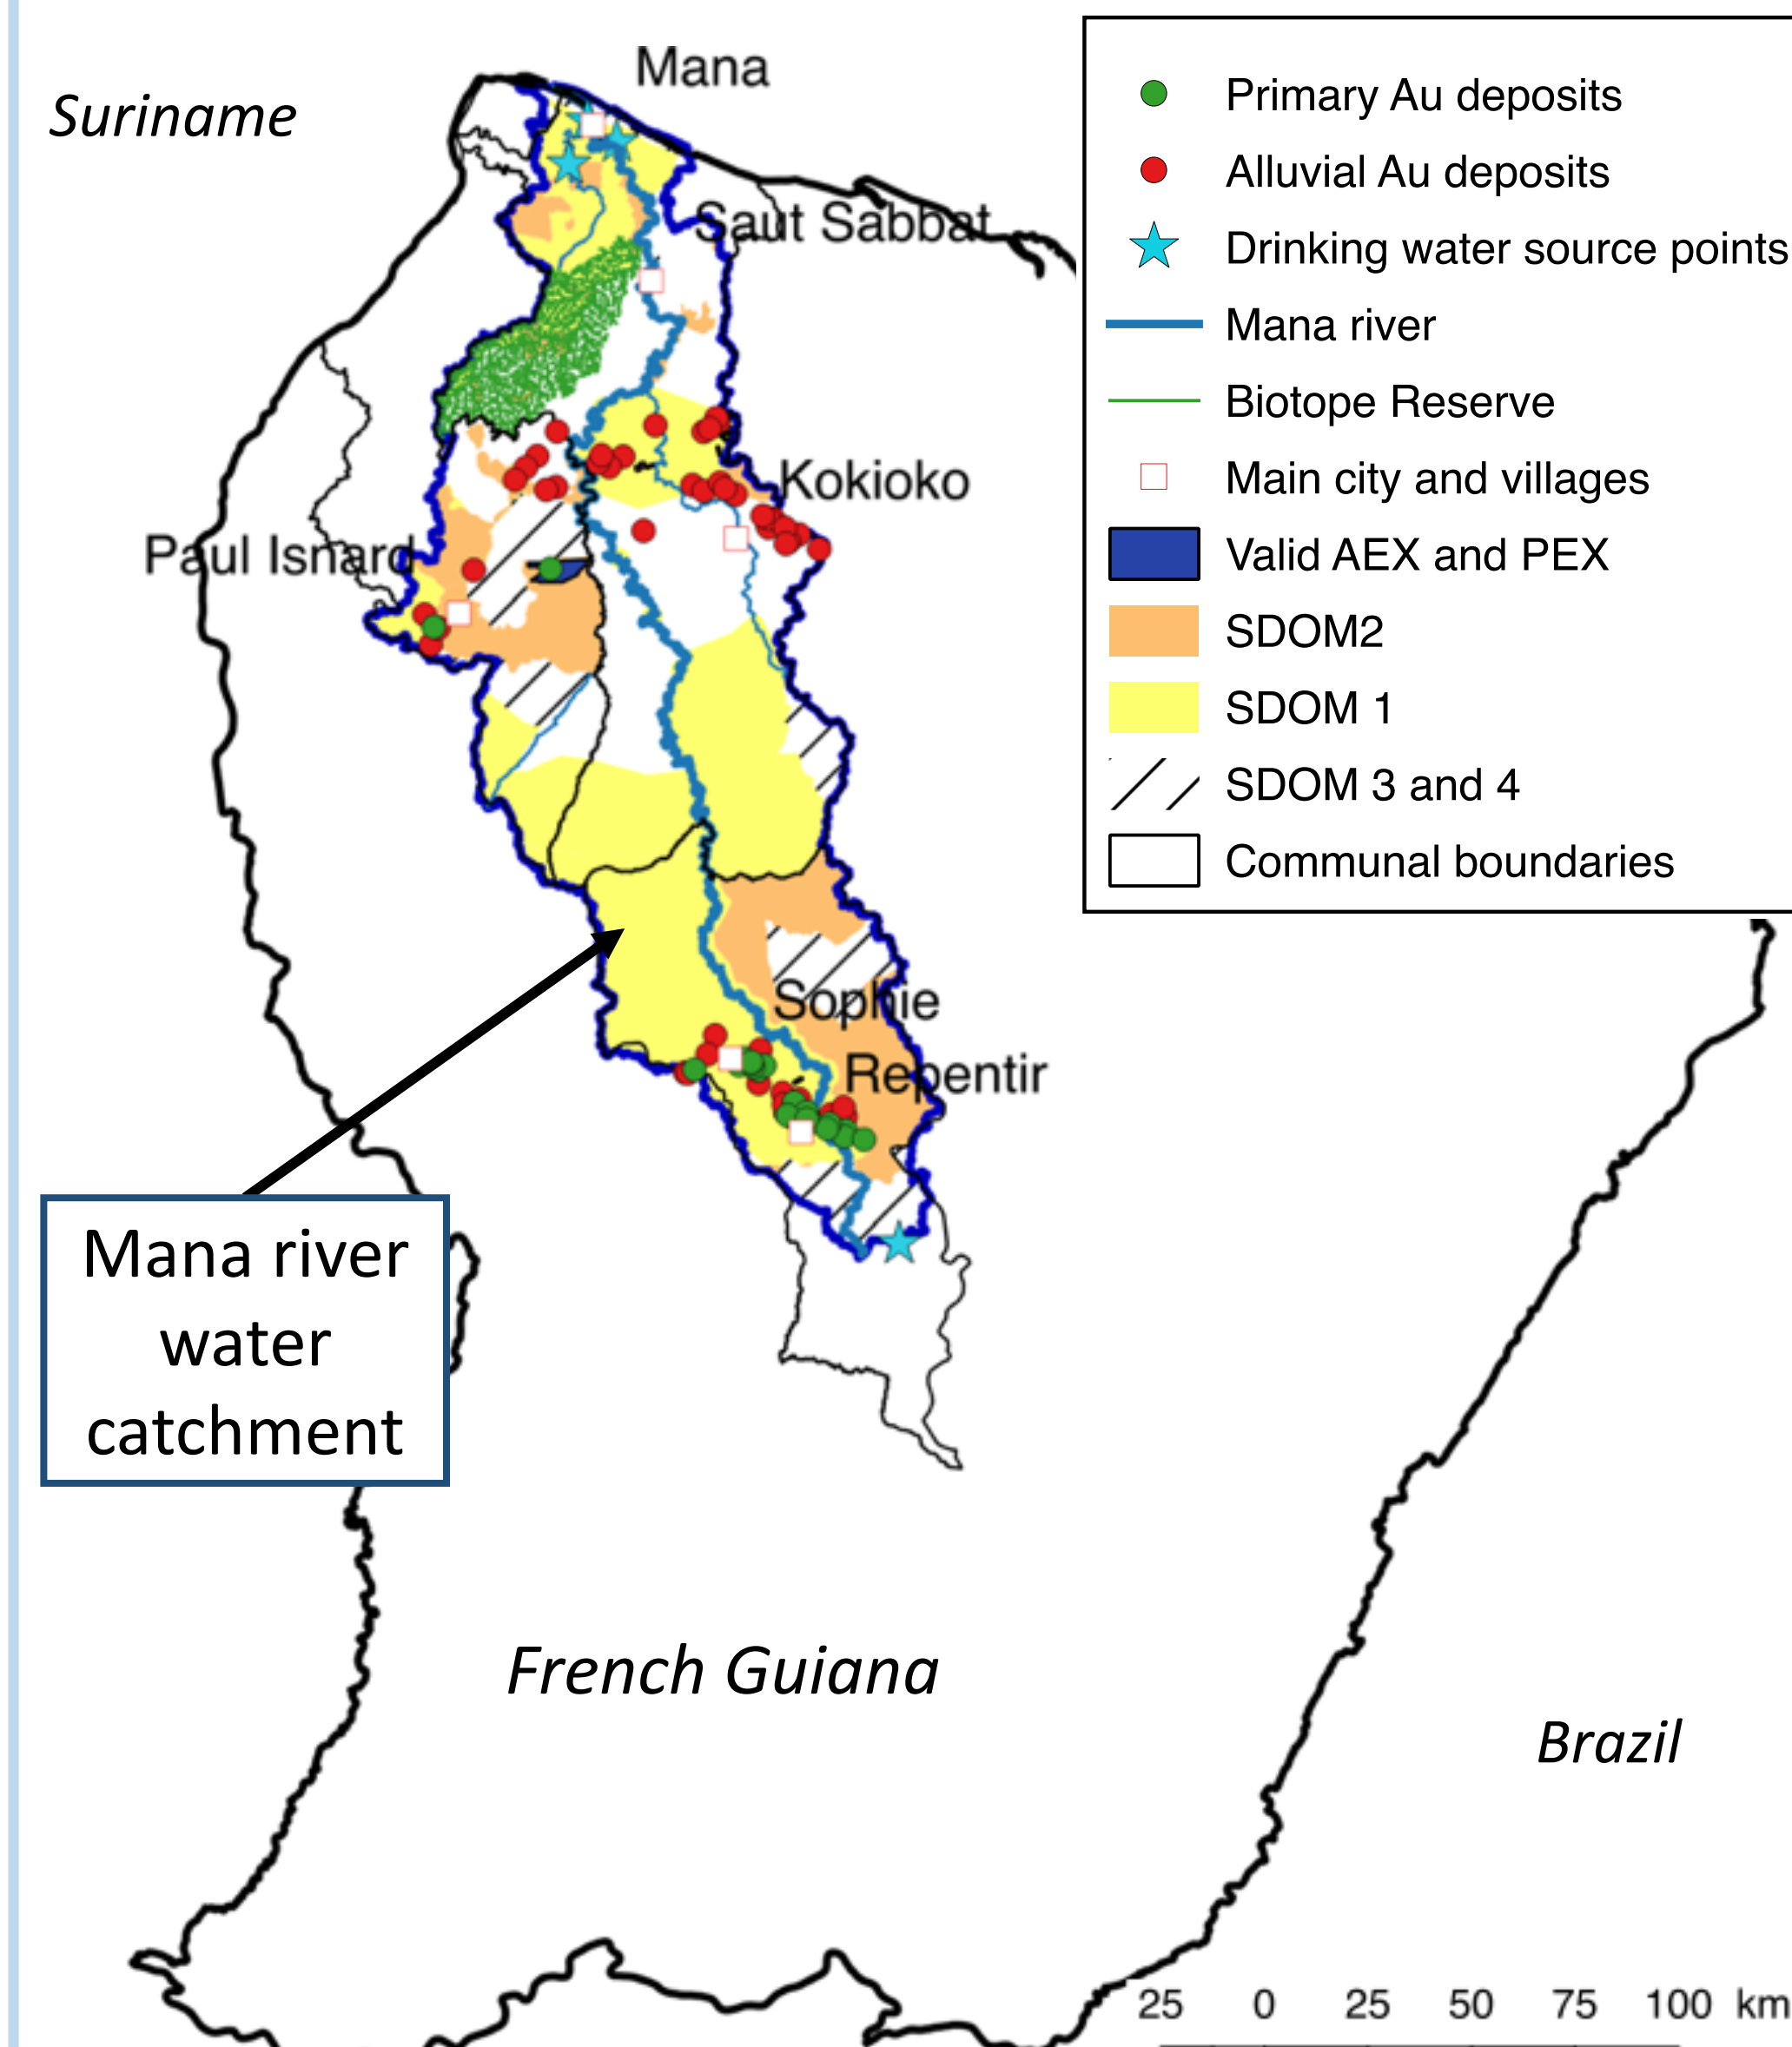 Mana
Suriname
Saut Sabbat
Kokioko
Paul Isnard
Sophie
Repentir
Mana river
water
catchment
French Guiana
Brazil
Primary Au deposits
Alluvial Au deposits
Drinking water source points
Mana river
Biotope Reserve
Main city and villages
Valid AEX and PEX
SDOM2
SDOM 1
SDOM 3 and 4
Communal boundaries
25 0 25 50 75 100 km